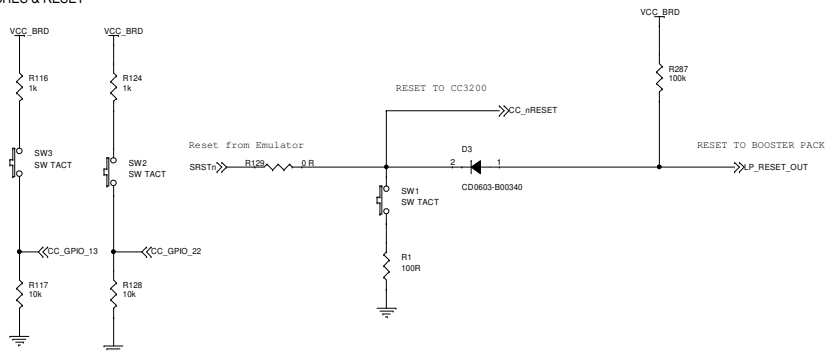 VCC_BRD
R116
1k
SW3
SW TACT
CC_GPIO_13
R117
10k
VCC_BRD
R124
1k
SW2
SW TACT
CC_GPIO_22
R128
10k
RESET TO CC3200
CC_nRESET
Reset from Emulator
SRSTn
R129
0 R
D3
2
1
CD0603-B00340
SW1
SW TACT
R1
100R
VCC_BRD
R287
100k
RESET TO BOOSTER PACK
LP_RESET_OUT